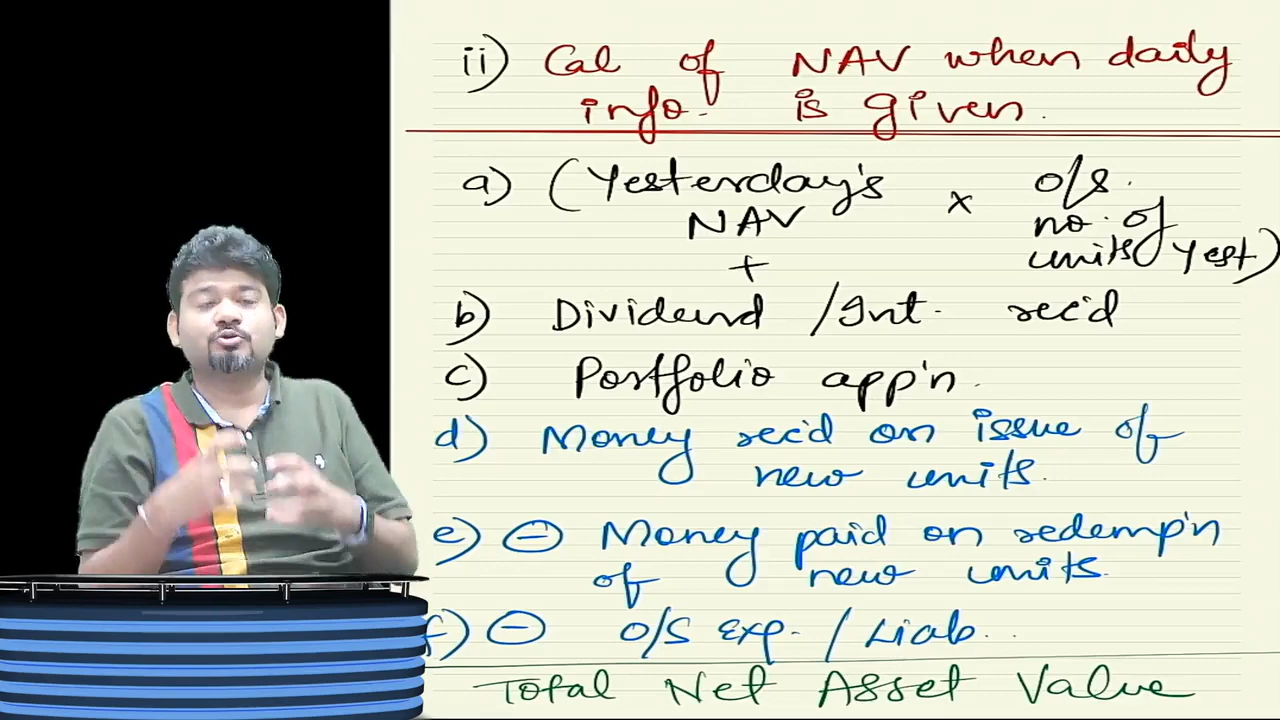 ii) Cal of NAV when daily
info. is given.
a) (Yesterday's × o/s.
NAV no. of
+ units Yest)
b) Dividend /Int. rec'd
c) Portfolio app'n.
d) Money rec'd on issue of
new units.
e) ⊖ Money paid on redemp'n
of new units.
f) ⊖ O/S Exp. / Liab..
Total Net Asset Value